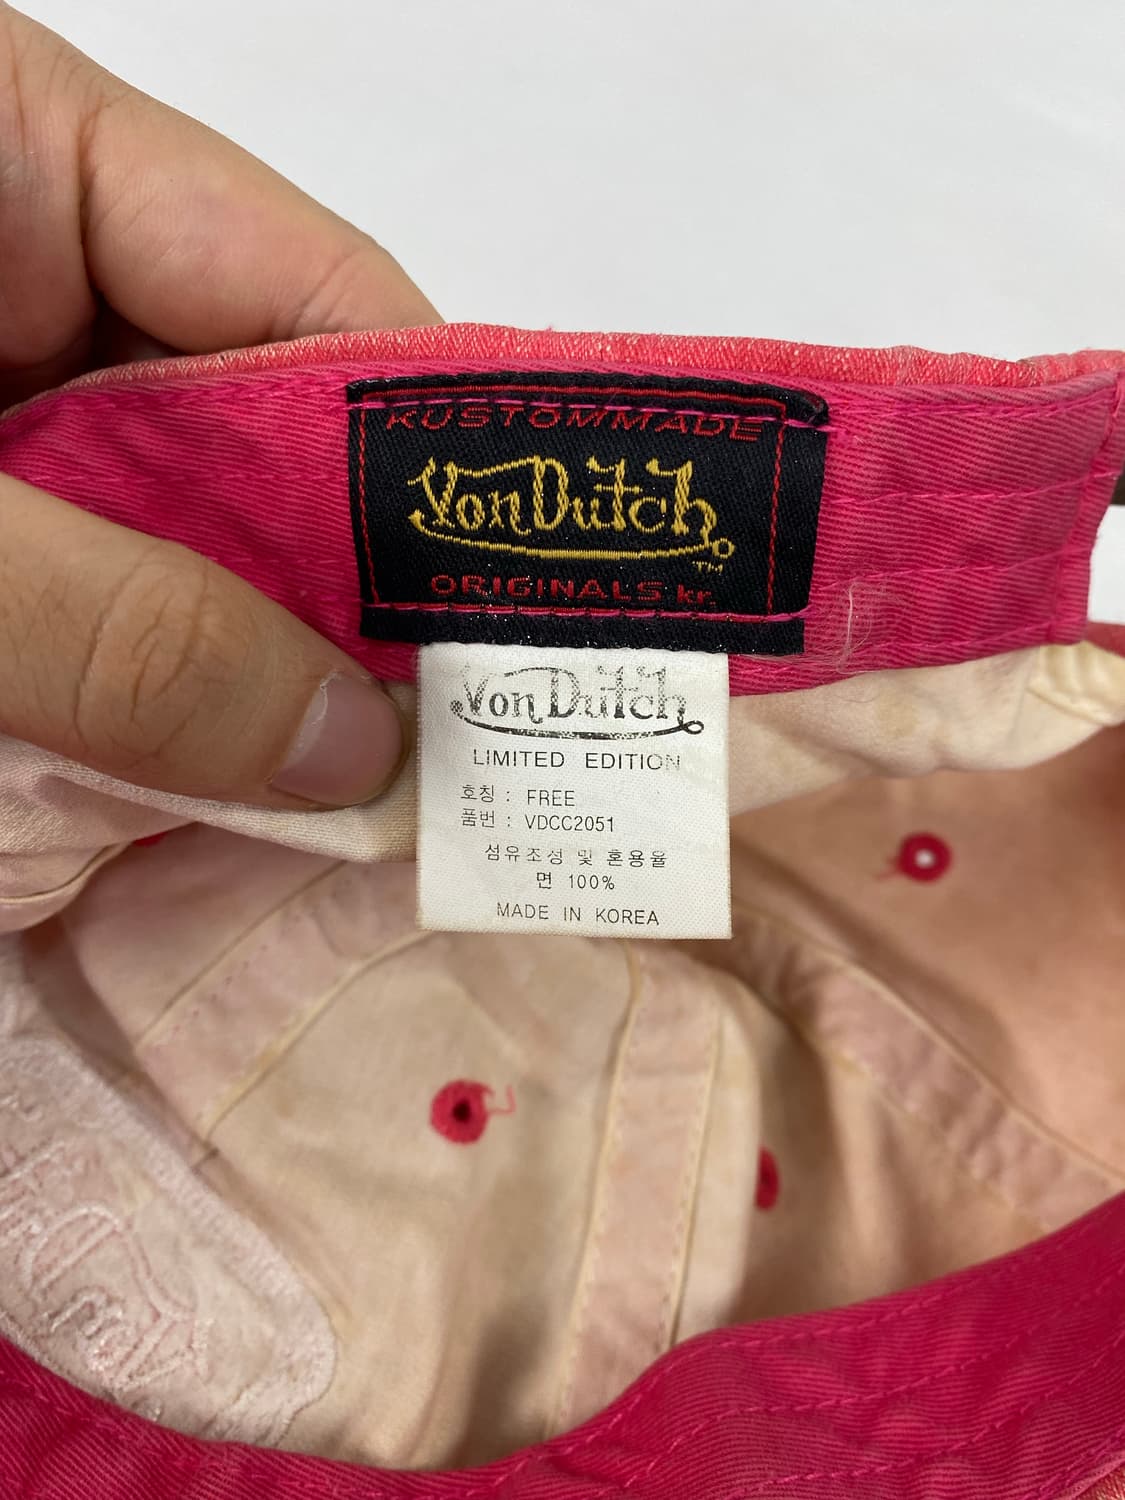 KUSTOMMADE
Von Dutch
TM
ORIGINALS kr.
Von Dutch
LIMITED EDITION
호칭 : FREE
품번 : VDCC2051
섬유조성 및 혼용율
면 100%
MADE IN KOREA